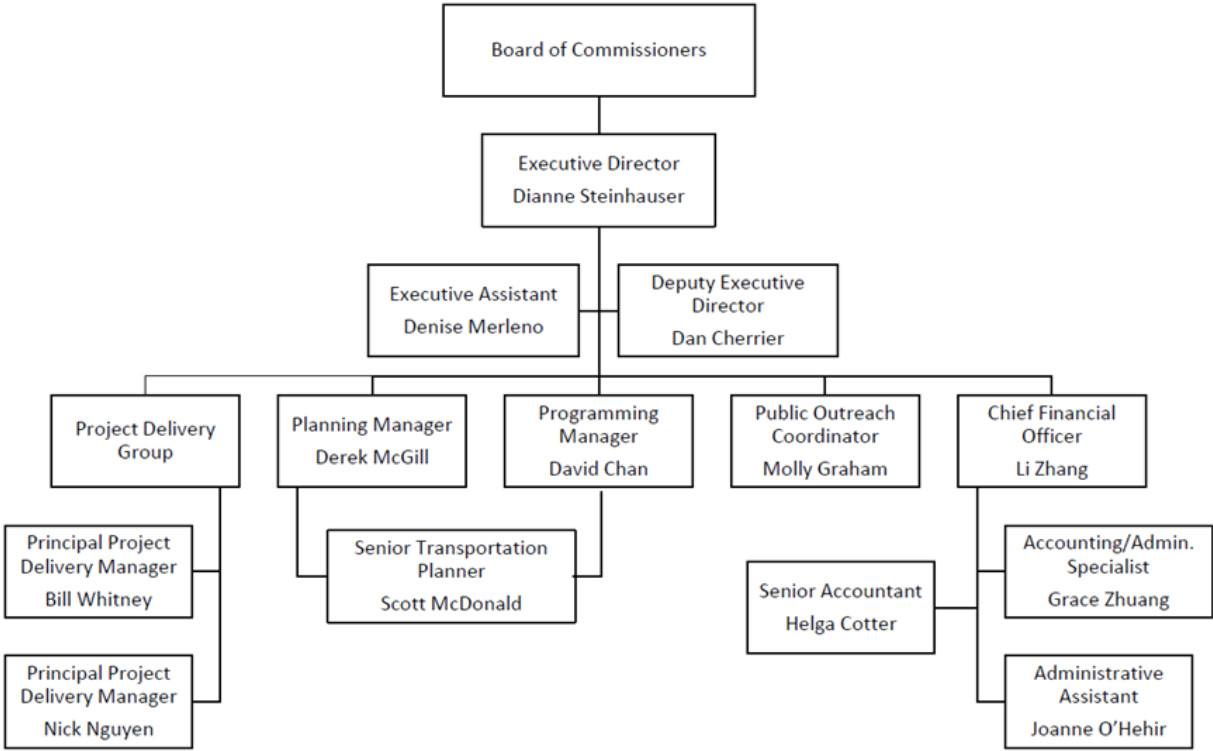 Board of Commissioners
Executive Director
Dianne Steinhauser
Executive Assistant
Denise Merleno
Deputy Executive
Director
Dan Cherrier
Project Delivery
Group
Planning Manager
Derek McGill
Programming
Manager
David Chan
Public Outreach
Coordinator
Molly Graham
Chief Financial
Officer
Li Zhang
Principal Project
Delivery Manager
Bill Whitney
Senior Transportation
Planner
Scott McDonald
Senior Accountant
Helga Cotter
Accounting/Admin.
Specialist
Grace Zhuang
Principal Project
Delivery Manager
Nick Nguyen
Administrative
Assistant
Joanne O’Hehir